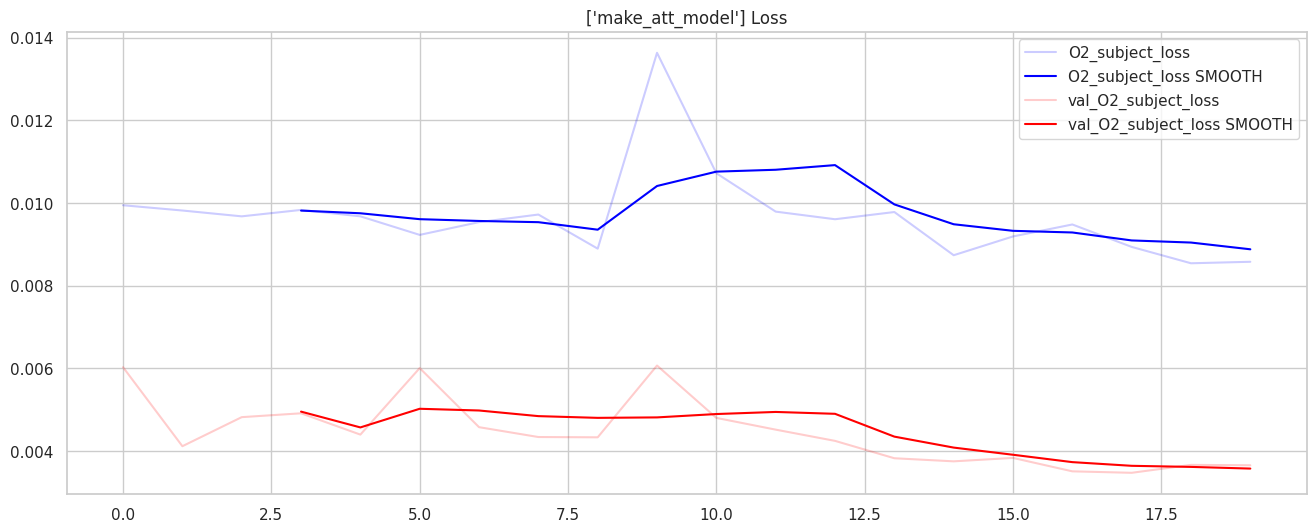 ['make_att_model'] Loss
O2_subject_loss
O2_subject_loss SMOOTH
val_O2_subject_loss
val_O2_subject_loss SMOOTH
0.014
0.012
0.010
0.008
0.006
0.004
0.0 2.5 5.0 7.5 10.0 12.5 15.0 17.5